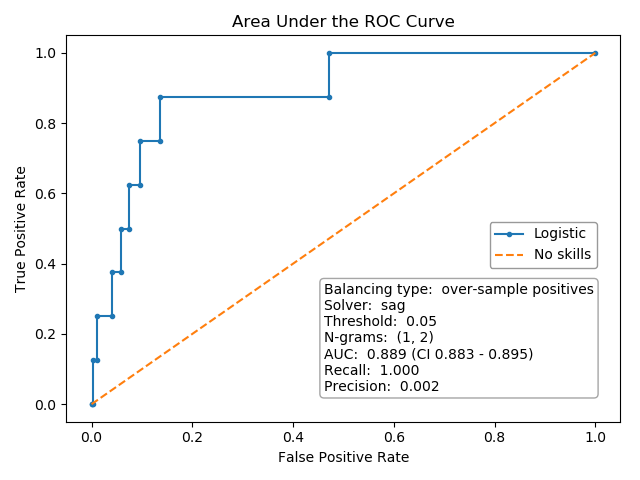 Area Under the ROC Curve
True Positive Rate
1.0
0.8
0.6
0.4
0.2
0.0
Logistic
No skills
Balancing type:  over-sample positives
Solver:  sag
Threshold:  0.05
N-grams:  (1, 2)
AUC:  0.889 (CI 0.883 - 0.895)
Recall:  1.000
Precision:  0.002
0.0 0.2 0.4 0.6 0.8 1.0
False Positive Rate